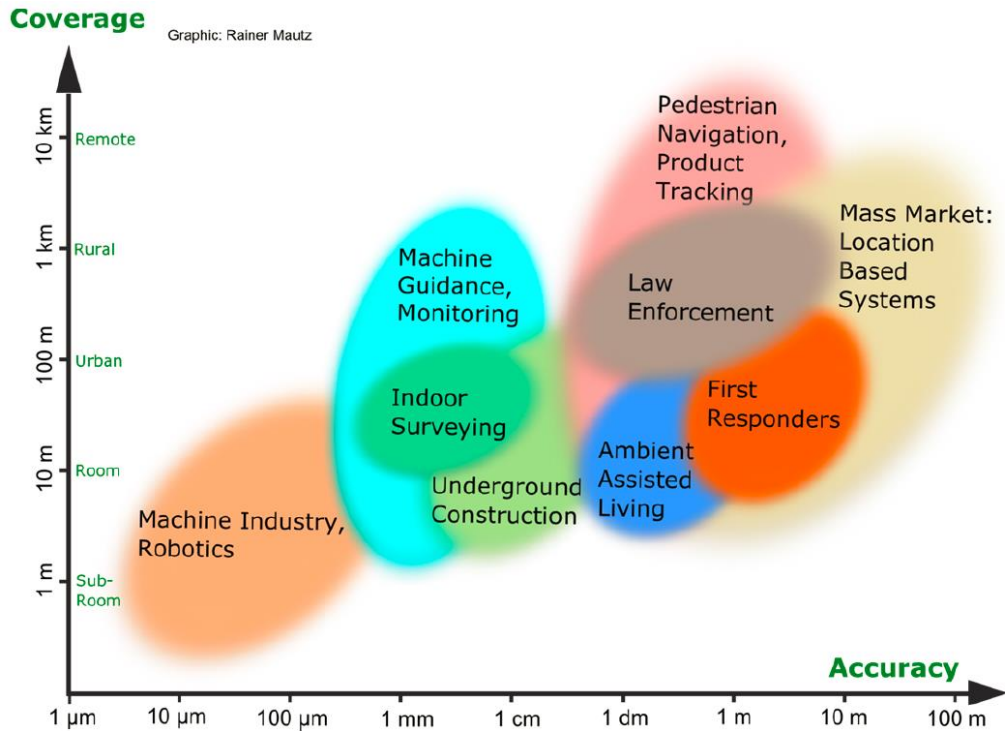 Coverage
Graphic: Rainer Mautz
10 km
Remote
1 km
Rural
100 m
Urban
10 m
Room
1 m
Sub-
Room
Pedestrian
Navigation,
Product
Tracking
Mass Market:
Location
Based
Systems
Machine
Guidance,
Monitoring
Law
Enforcement
Indoor
Surveying
First
Responders
Ambient
Assisted
Living
Underground
Construction
Machine Industry,
Robotics
Accuracy
1 µm
10 µm
100 µm
1 mm
1 cm
1 dm
1 m
10 m
100 m